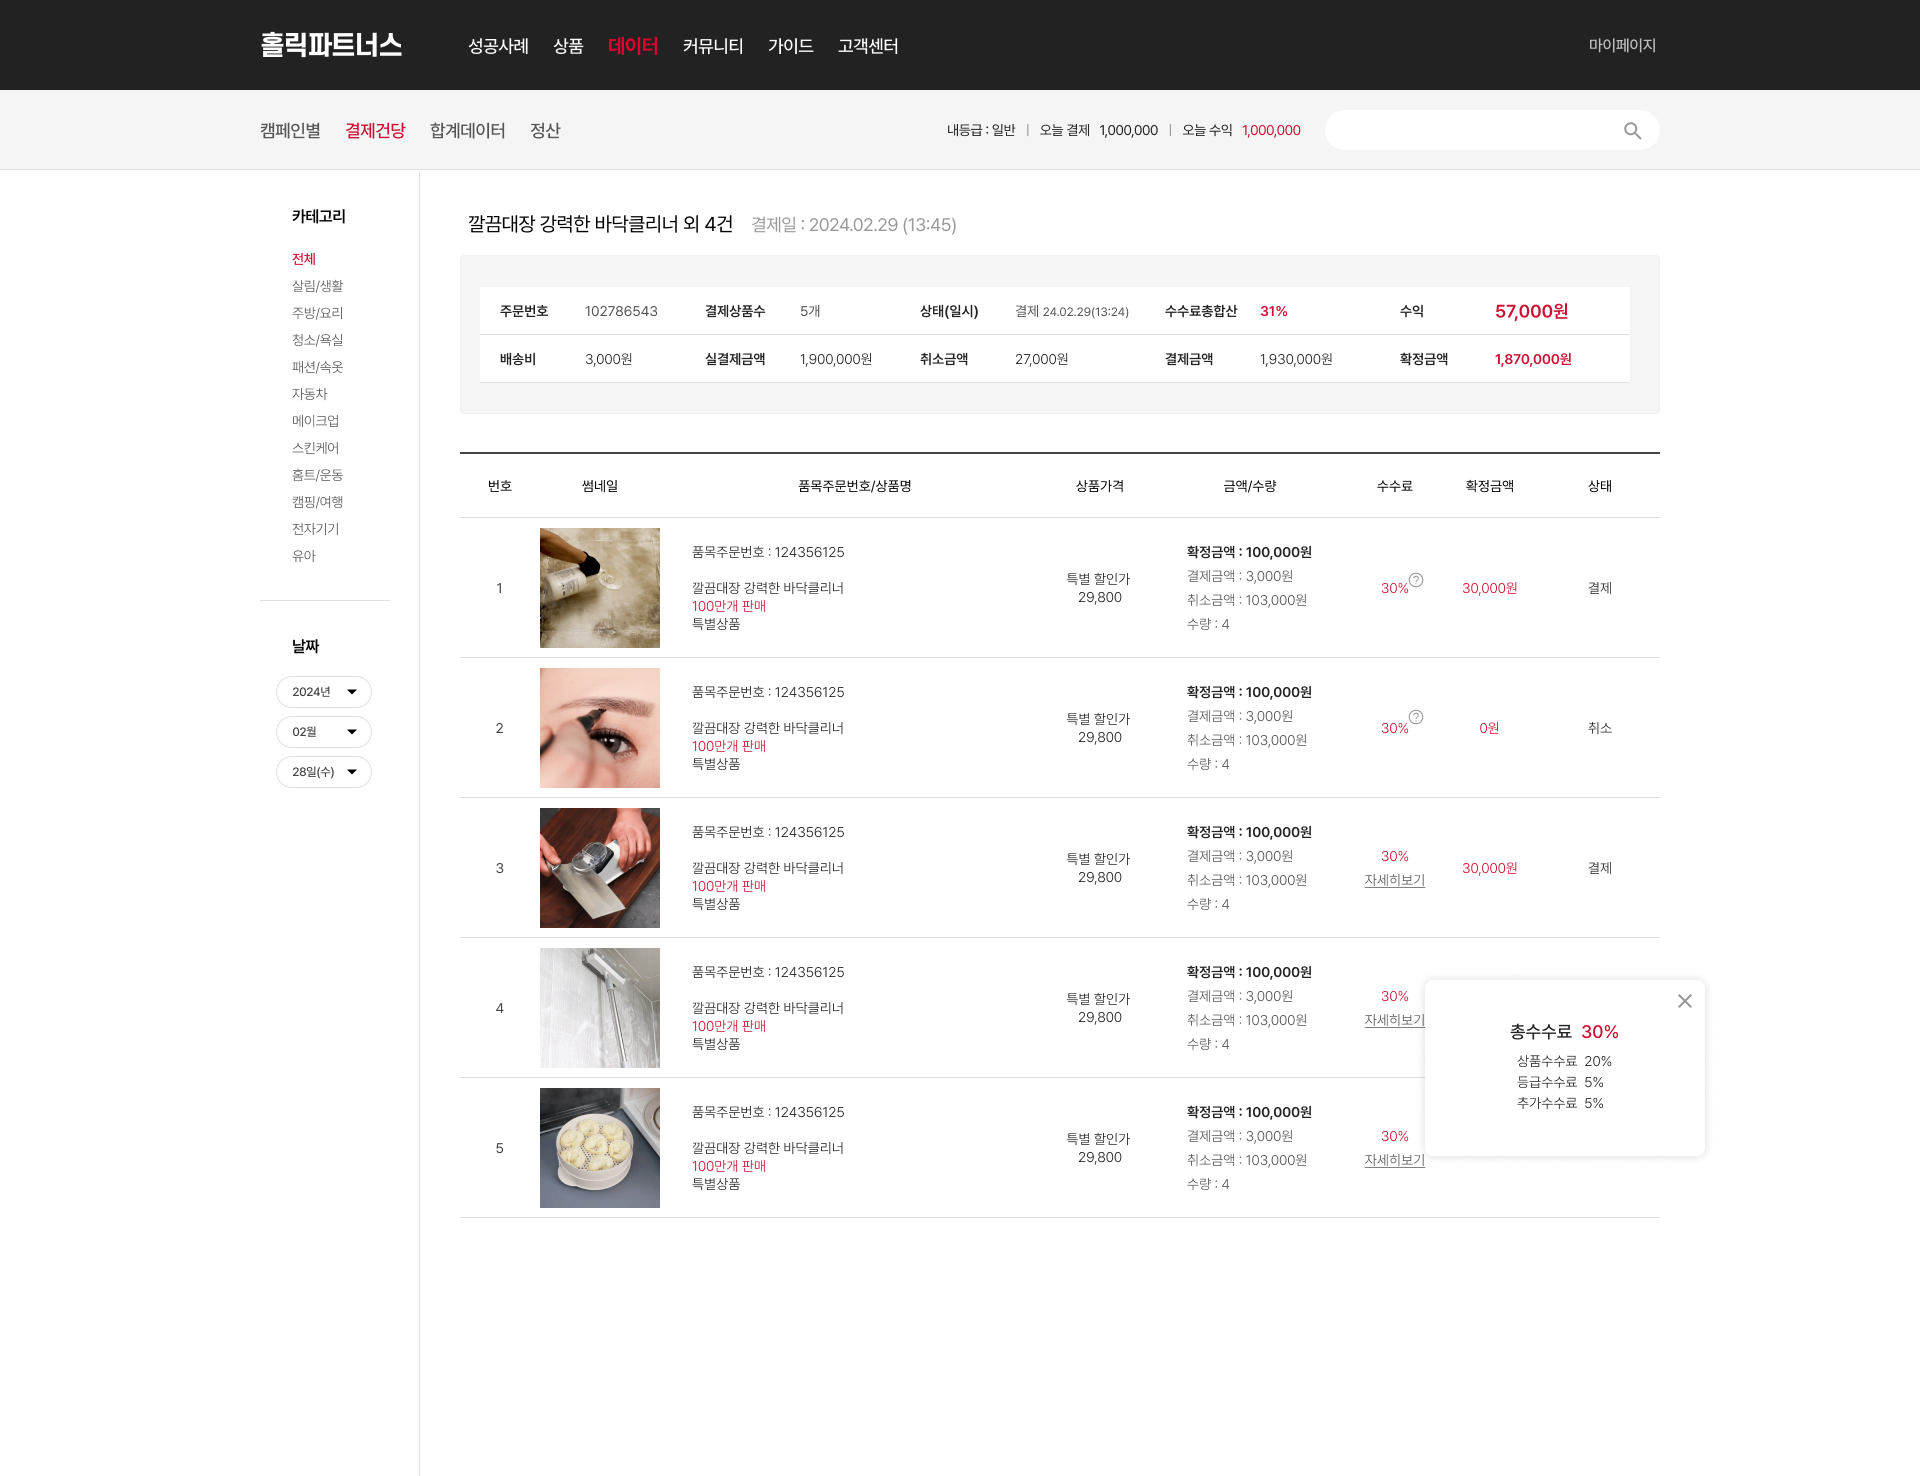 홀릭파트너스
성공사례 상품 데이터 커뮤니티 가이드 고객센터
마이페이지
캠페인별 결제건당 합계데이터 정산
내등급 : 일반 | 오늘 결제 1,000,000 | 오늘 수익 1,000,000
카테고리
전체
살림/생활
주방/요리
청소/욕실
패션/속옷
자동차
메이크업
스킨케어
홈트/운동
캠핑/여행
전자기기
유아
날짜
2024년
02월
28일(수)
깔끔대장 강력한 바닥클리너 외 4건 결제일 : 2024.02.29 (13:45)
주문번호 102786543 결제상품수 5개 상태(일시) 결제 24.02.29(13:24) 수수료총합산 31% 수익 57,000원
배송비 3,000원 실결제금액 1,900,000원 취소금액 27,000원 결제금액 1,930,000원 확정금액 1,870,000원
번호 썸네일 품목주문번호/상품명 상품가격 금액/수량 수수료 확정금액 상태
1
품목주문번호 : 124356125
깔끔대장 강력한 바닥클리너
100만개 판매
특별상품
특별 할인가
29,800
확정금액 : 100,000원
결제금액 : 3,000원
취소금액 : 103,000원
수량 : 4
30% ?
30,000원
결제
2
품목주문번호 : 124356125
깔끔대장 강력한 바닥클리너
100만개 판매
특별상품
특별 할인가
29,800
확정금액 : 100,000원
결제금액 : 3,000원
취소금액 : 103,000원
수량 : 4
30% ?
0원
취소
3
품목주문번호 : 124356125
깔끔대장 강력한 바닥클리너
100만개 판매
특별상품
특별 할인가
29,800
확정금액 : 100,000원
결제금액 : 3,000원
취소금액 : 103,000원
수량 : 4
30%
자세히보기
30,000원
결제
4
품목주문번호 : 124356125
깔끔대장 강력한 바닥클리너
100만개 판매
특별상품
특별 할인가
29,800
확정금액 : 100,000원
결제금액 : 3,000원
취소금액 : 103,000원
수량 : 4
30%
자세히보기
5
품목주문번호 : 124356125
깔끔대장 강력한 바닥클리너
100만개 판매
특별상품
특별 할인가
29,800
확정금액 : 100,000원
결제금액 : 3,000원
취소금액 : 103,000원
수량 : 4
30%
자세히보기
총수수료 30%
상품수수료 20%
등급수수료 5%
추가수수료 5%